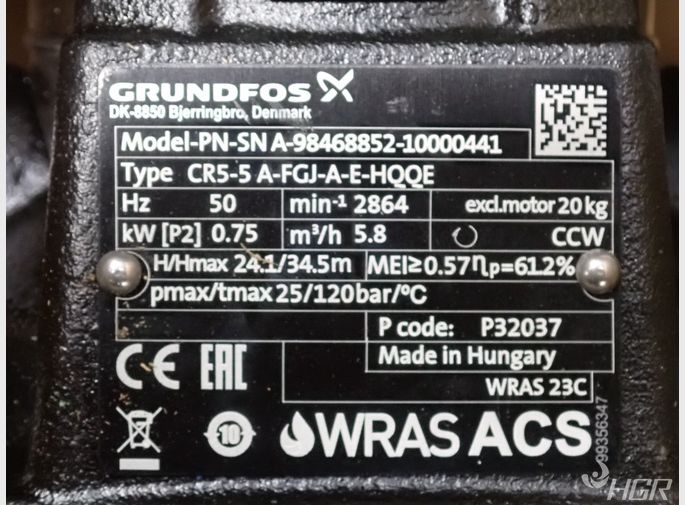 GRUNDFOS
DK-8850 Bjerringbro, Denmark
Model-PN-SN A-98468852-10000441
Type CR5-5 A-FGJ-A-E-HQQE
Hz 50 min-1 2864 excl.motor 20 kg
kW [P2] 0.75 m³/h 5.8 CCW
H/Hmax 24.1/34.5m MEI≥0.57 ηp=61.2%
pmax/tmax 25/120bar/°C
P code: P32037
Made in Hungary
CE EAC
WRAS 23C
10 WRAS ACS
99356347
HGR